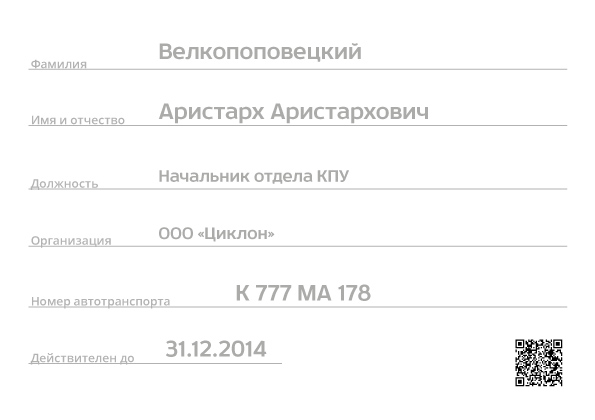 Фамилия Велкопоповецкий
Имя и отчество Аристарх Аристархович
Должность Начальник отдела КПУ
Организация ООО «Циклон»
Номер автотранспорта К 777 МА 178
Действителен до 31.12.2014